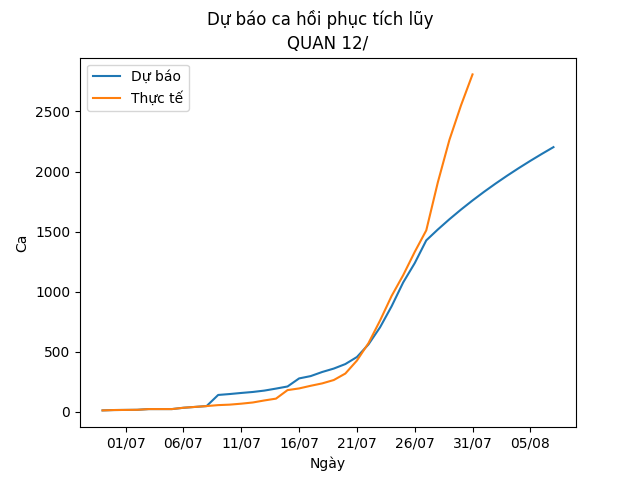 Dự báo ca hồi phục tích lũy
QUAN 12/
Dự báo
Thực tế
2500
2000
1500
1000
500
0
Ca
01/07 06/07 11/07 16/07 21/07 26/07 31/07 05/08
Ngày